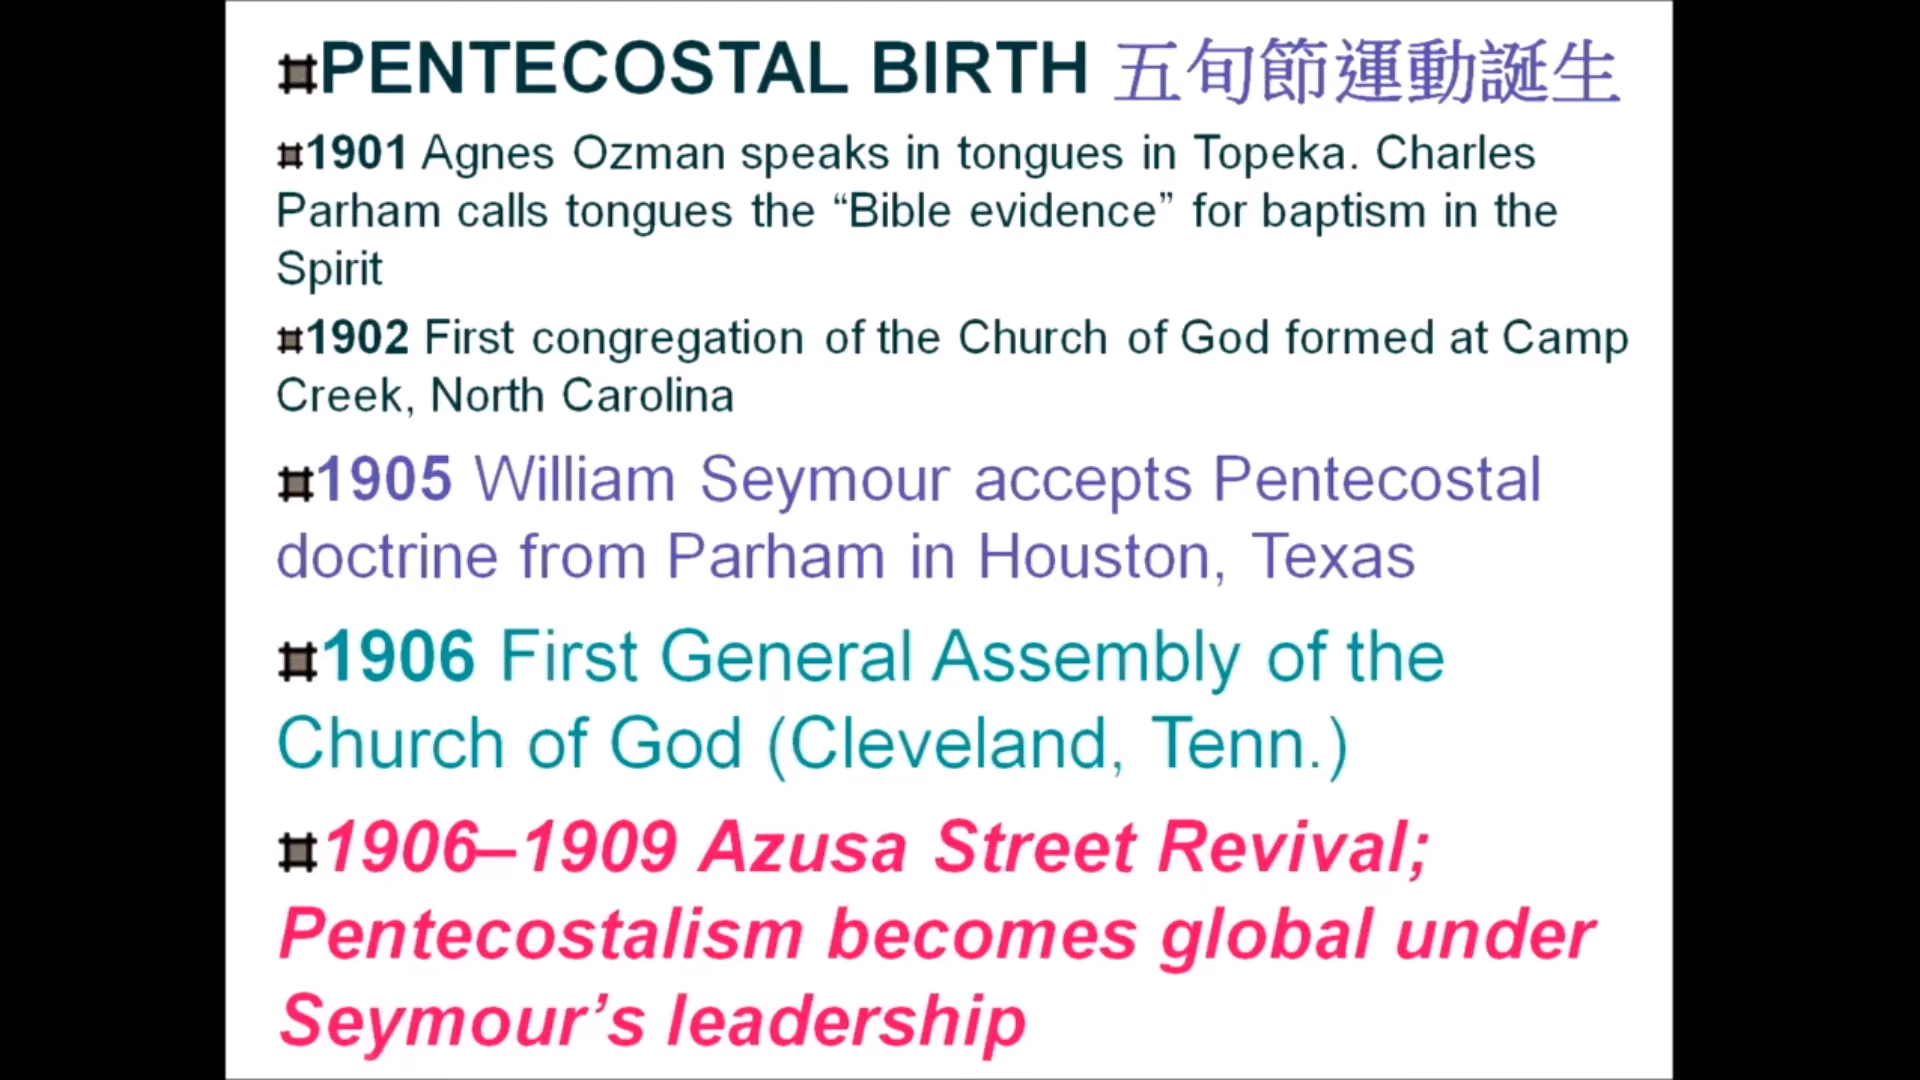 PENTECOSTAL BIRTH 五旬節運動誕生
1901 Agnes Ozman speaks in tongues in Topeka. Charles
Parham calls tongues the “Bible evidence” for baptism in the
Spirit
1902 First congregation of the Church of God formed at Camp
Creek, North Carolina
1905 William Seymour accepts Pentecostal
doctrine from Parham in Houston, Texas
1906 First General Assembly of the
Church of God (Cleveland, Tenn.)
1906–1909 Azusa Street Revival;
Pentecostalism becomes global under
Seymour’s leadership